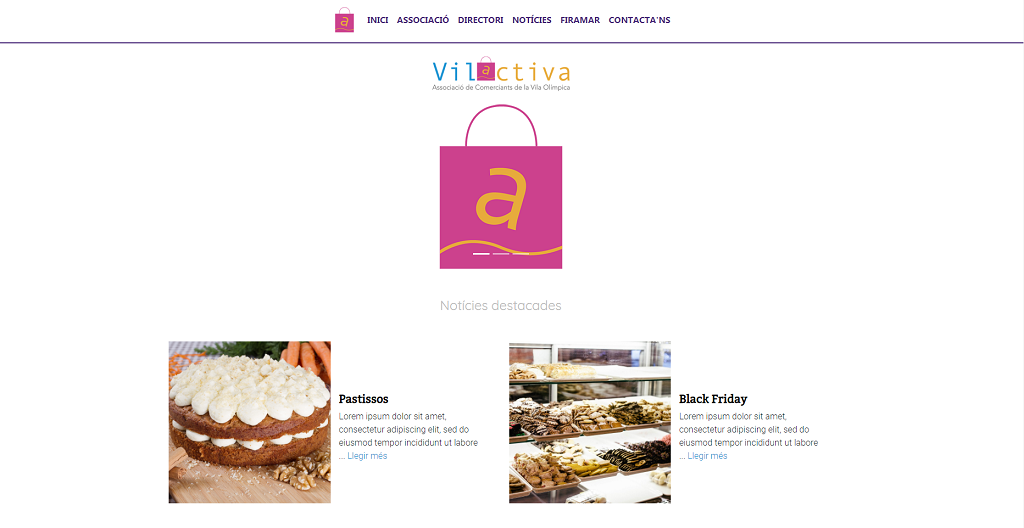 a INICI ASSOCIACIÓ DIRECTORI NOTÍCIES FIRAMAR CONTACTA'NS
Vilactiva
Associació de Comerciants de la Vila Olímpica
a
Notícies destacades
Pastissos
Lorem ipsum dolor sit amet,
consectetur adipiscing elit, sed do
eiusmod tempor incididunt ut labore
... Llegir més
Black Friday
Lorem ipsum dolor sit amet,
consectetur adipiscing elit, sed do
eiusmod tempor incididunt ut labore
... Llegir més